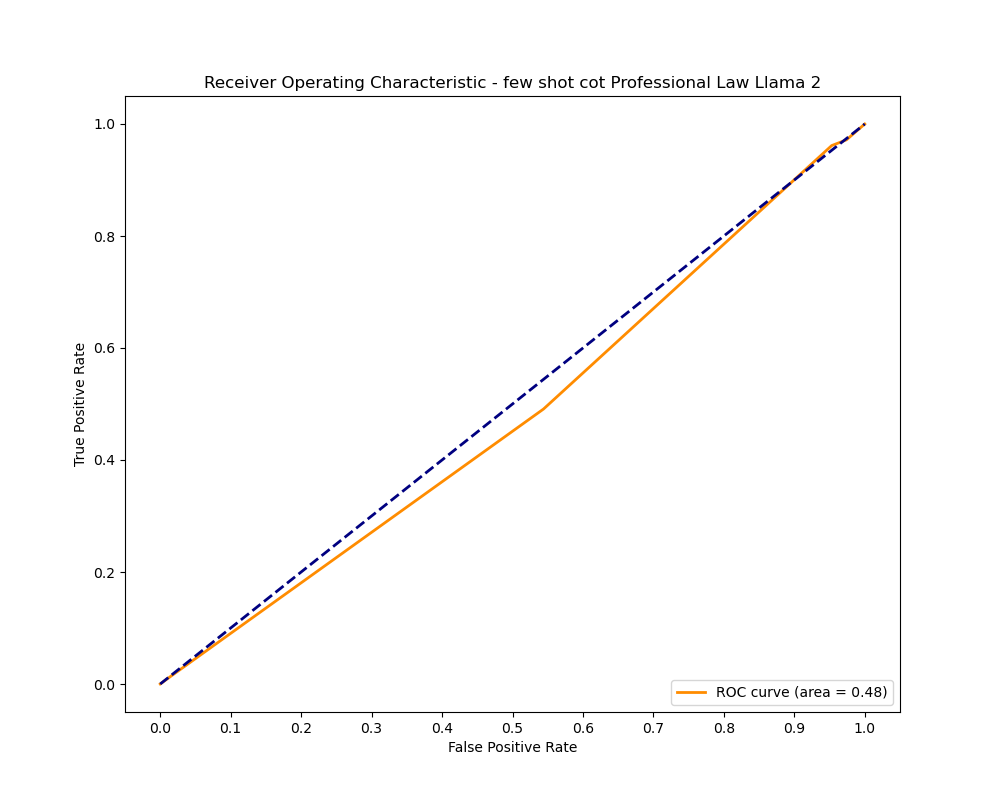 Receiver Operating Characteristic - few shot cot Professional Law Llama 2
1.0
0.8
0.6
0.4
0.2
0.0
True Positive Rate
0.0 0.1 0.2 0.3 0.4 0.5 0.6 0.7 0.8 0.9 1.0
False Positive Rate
ROC curve (area = 0.48)